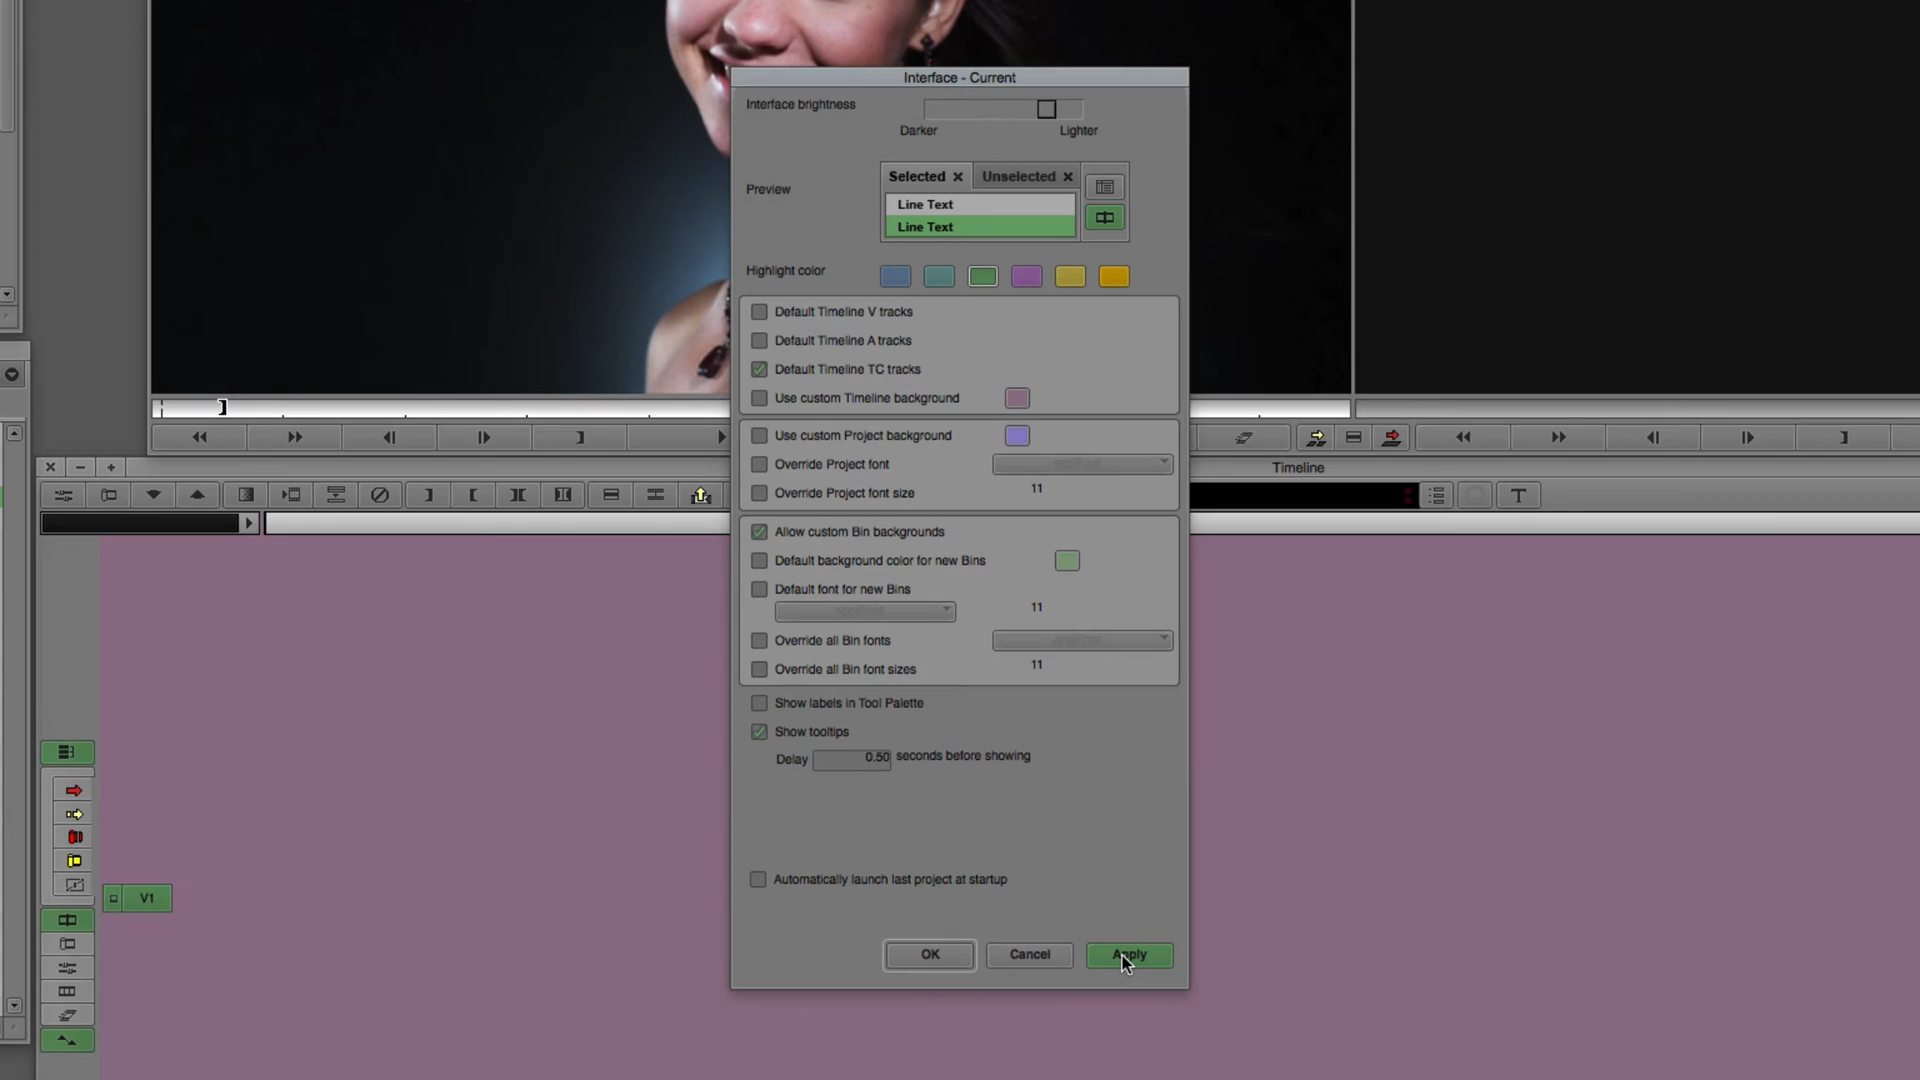 Interface - Current
Interface brightness
Darker
Lighter
Preview
Selected
Unselected
Line Text
Line Text
Highlight color
Default Timeline V tracks
Default Timeline A tracks
Default Timeline TC tracks
Use custom Timeline background
Use custom Project background
Override Project font
Override Project font size
11
Timeline
T
Allow custom Bin backgrounds
Default background color for new Bins
Default font for new Bins
11
Override all Bin fonts
Override all Bin font sizes
11
Show labels in Tool Palette
Show tooltips
Delay 0.50 seconds before showing
Automatically launch last project at startup
V1
OK
Cancel
Apply